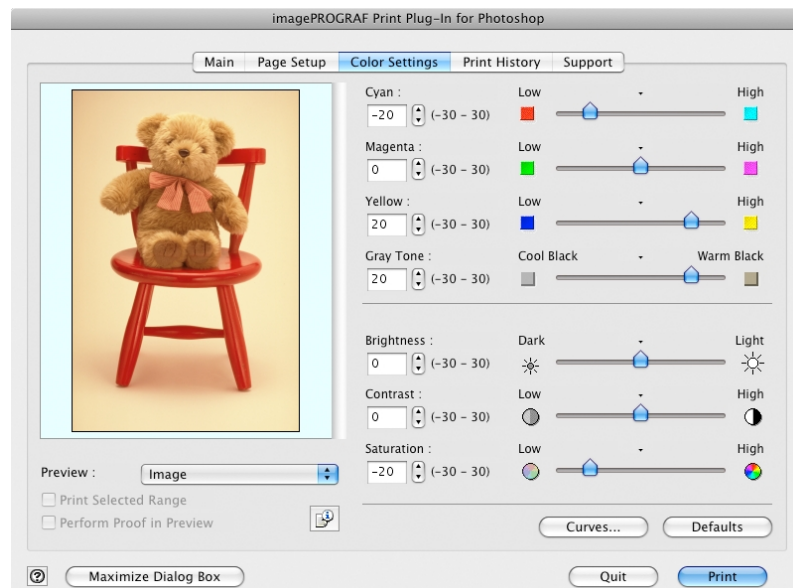 imagePROGRAF Print Plug-In for Photoshop
Main Page Setup Color Settings Print History Support
Cyan : Low High
-20 (-30 – 30)
Magenta : Low High
0 (-30 – 30)
Yellow : Low High
20 (-30 – 30)
Gray Tone : Cool Black Warm Black
20 (-30 – 30)
Brightness : Dark Light
0 (-30 – 30)
Contrast : Low High
0 (-30 – 30)
Saturation : Low High
-20 (-30 – 30)
Preview : Image
Print Selected Range
Perform Proof in Preview
Curves... Defaults
? Maximize Dialog Box Quit Print